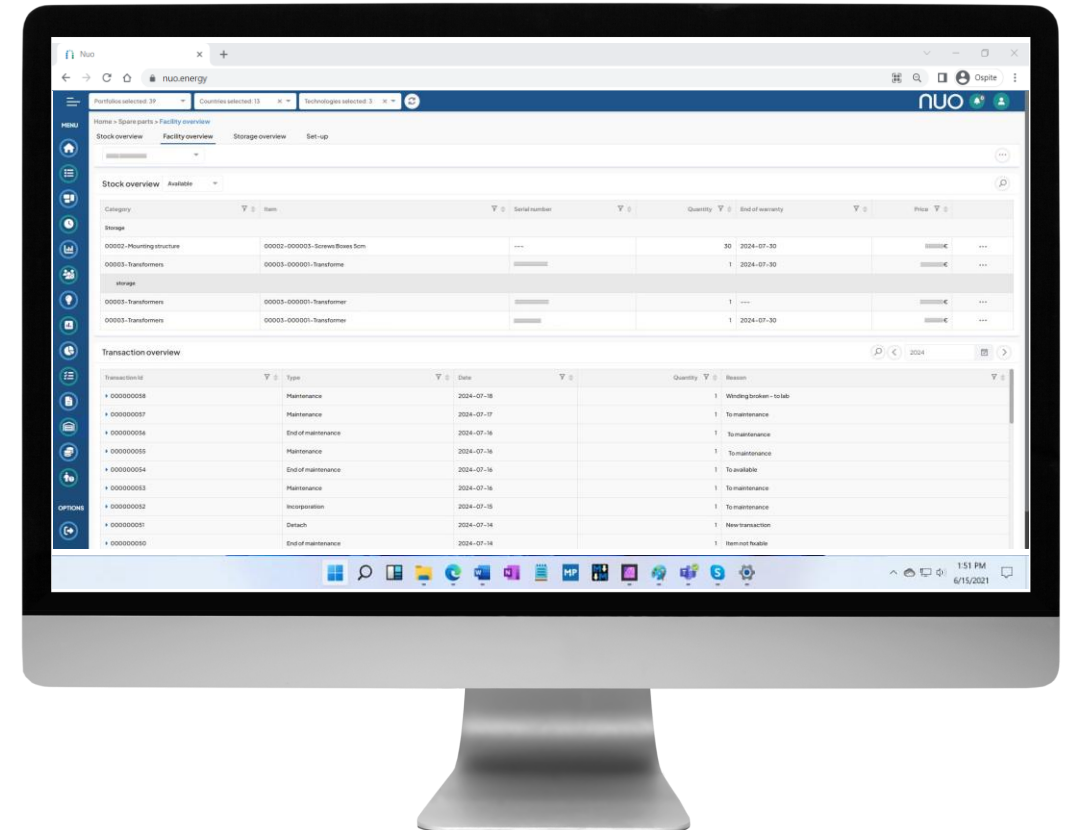 Nuo
nuo.energy
Ospite
Portfolios selected: 39
Countries selected: 13
Technologies selected: 3
nuo
MENU
Home > Spare parts > Facility overview
Stock overview Facility overview Storage overview Set-up
Stock overview Available
Category Item Serial number Quantity End of warranty Price
Storage
00002-Mounting structure 00002-000003-Screws Boxes 5cm --- 30 2024-07-30 €
00003-Transformers 00003-000001-Transforme 1 2024-07-30 €
storage
00003-Transformers 00003-000001-Transformer 1 --- €
00003-Transformers 00003-000001-Transformer 1 2024-07-30 €
Transaction overview 2024
Transaction Id Type Date Quantity Reason
000000058 Maintenance 2024-07-18 1 Winding broken - to lab
000000057 Maintenance 2024-07-17 1 To maintenance
000000056 End of maintenance 2024-07-16 1 To maintenance
000000055 Maintenance 2024-07-16 1 To maintenance
000000054 End of maintenance 2024-07-16 1 To available
000000053 Maintenance 2024-07-16 1 To maintenance
000000052 Incorporation 2024-07-15 1 To maintenance
OPTIONS
000000051 Detach 2024-07-14 1 New transaction
000000050 End of maintenance 2024-07-14 1 Item not fixable
MP
1:51 PM
6/15/2021